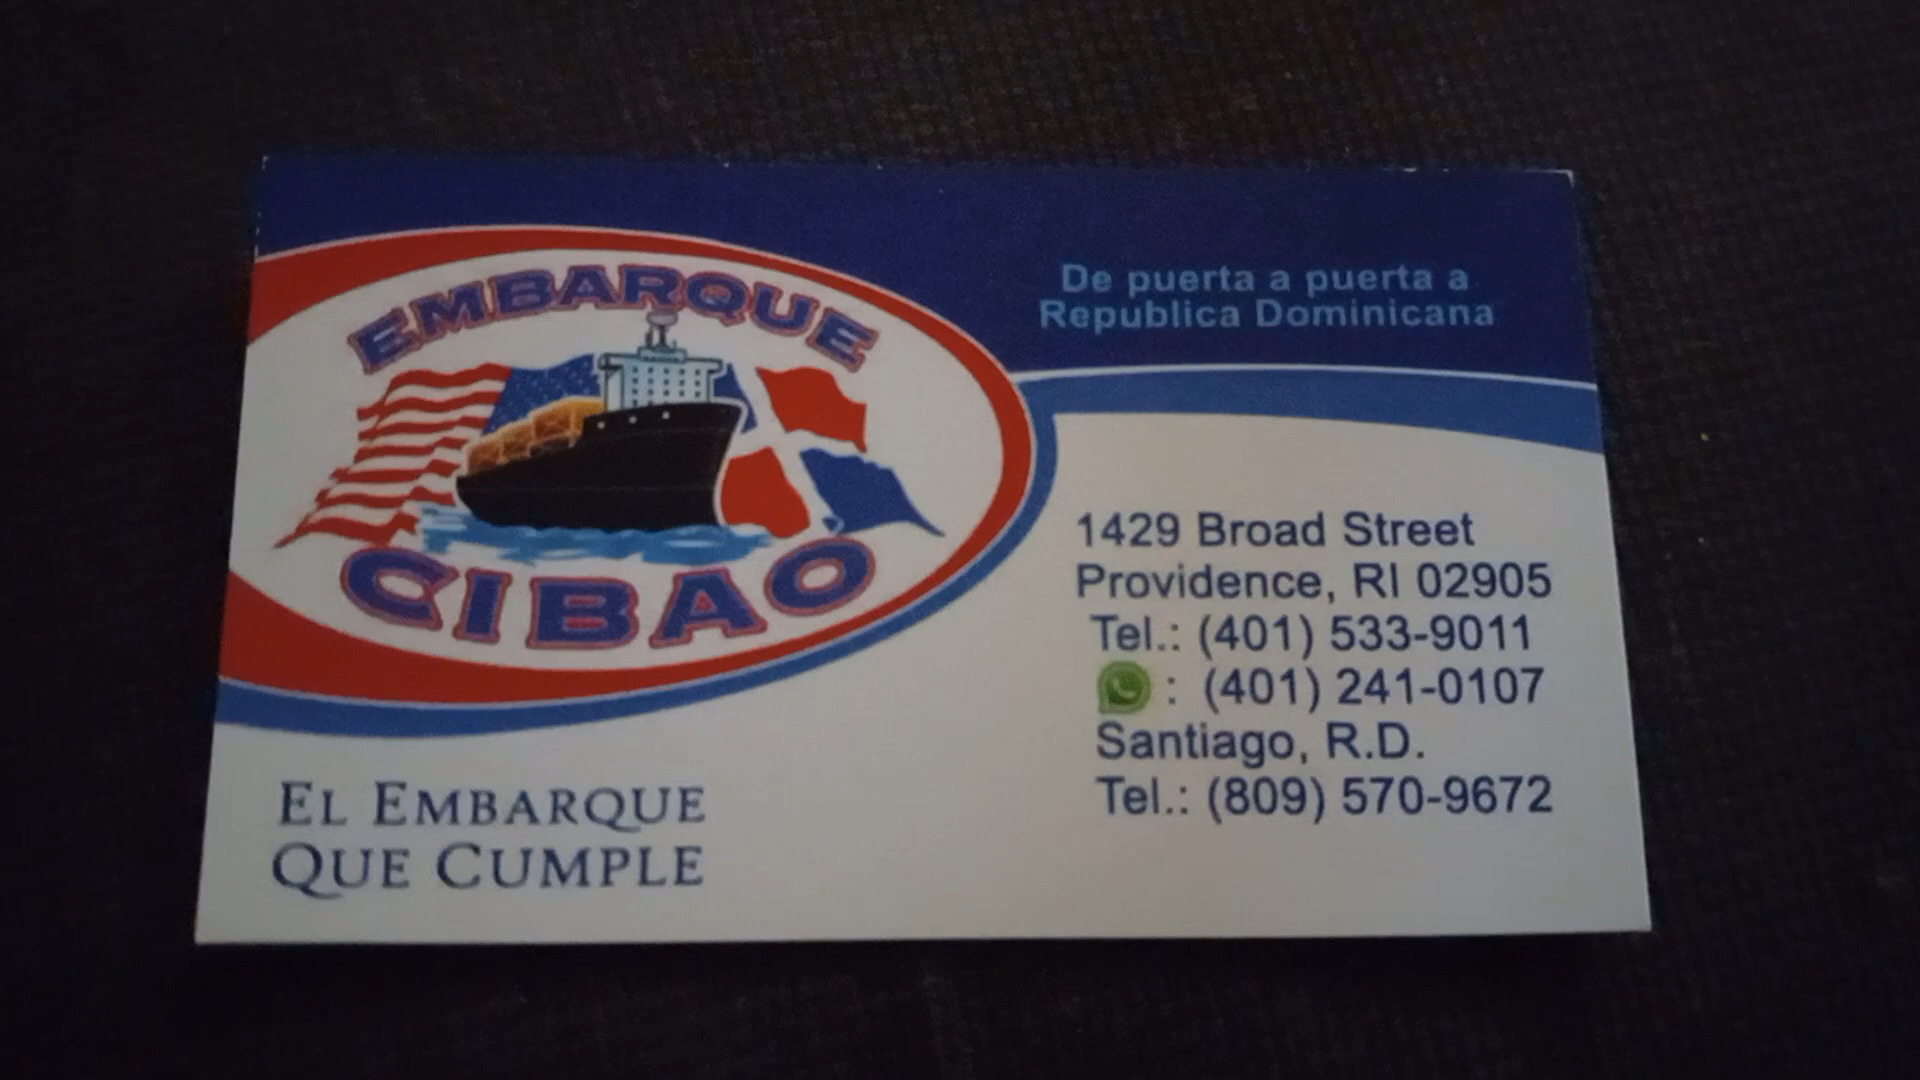 EMBARQUE
CIBAO
De puerta a puerta a
Republica Dominicana
1429 Broad Street
Providence, RI 02905
Tel.: (401) 533-9011
: (401) 241-0107
Santiago, R.D.
Tel.: (809) 570-9672
EL EMBARQUE
QUE CUMPLE